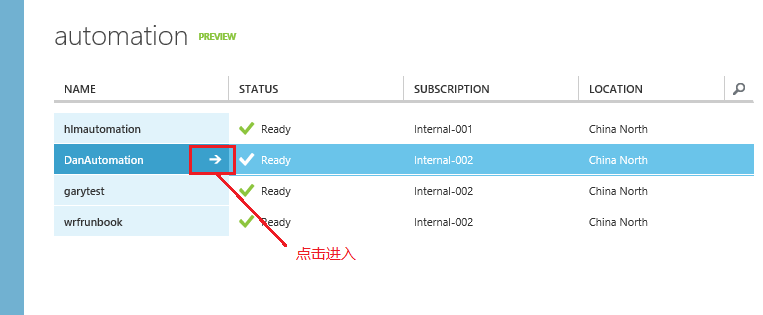 automation PREVIEW
NAME STATUS SUBSCRIPTION LOCATION
hlmautomation Ready Internal-001 China North
DanAutomation Ready Internal-002 China North
garytest Ready Internal-002 China North
wrfrunbook Ready Internal-002 China North
点击进入